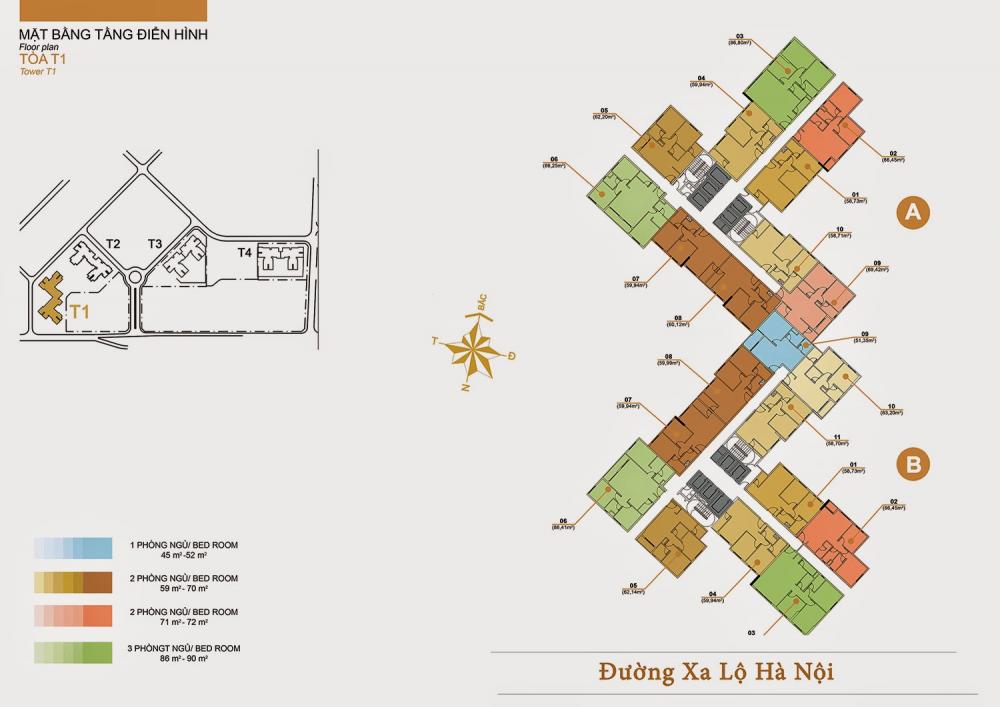 MẶT BẰNG TẦNG ĐIỂN HÌNH
Floor plan
TÒA T1
Tower T1
T2
T3
T4
T1
BẮC
T
Đ
N
03
(86,80m²)
04
(59,94m²)
05
(62,20m²)
02
(66,45m²)
06
01
(58,73m²)
A
10
(58,71m²)
07
(59,94m²)
09
(69,42m²)
08
(60,12m²)
09
(51,35m²)
08
(59,99m²)
07
(59,94m²)
10
(63,20m²)
11
(58,70m²)
B
01
(58,73m²)
02
(66,45m²)
06
05
(62,14m²)
04
(59,94m²)
03
1 PHÒNG NGỦ/ BED ROOM
45 m² -52 m²
2 PHÒNG NGỦ/ BED ROOM
59 m² - 70 m²
2 PHÒNG NGỦ/ BED ROOM
71 m² - 72 m²
3 PHÒNGT NGỦ/ BED ROOM
86 m² - 90 m²
Đường Xa Lộ Hà Nội